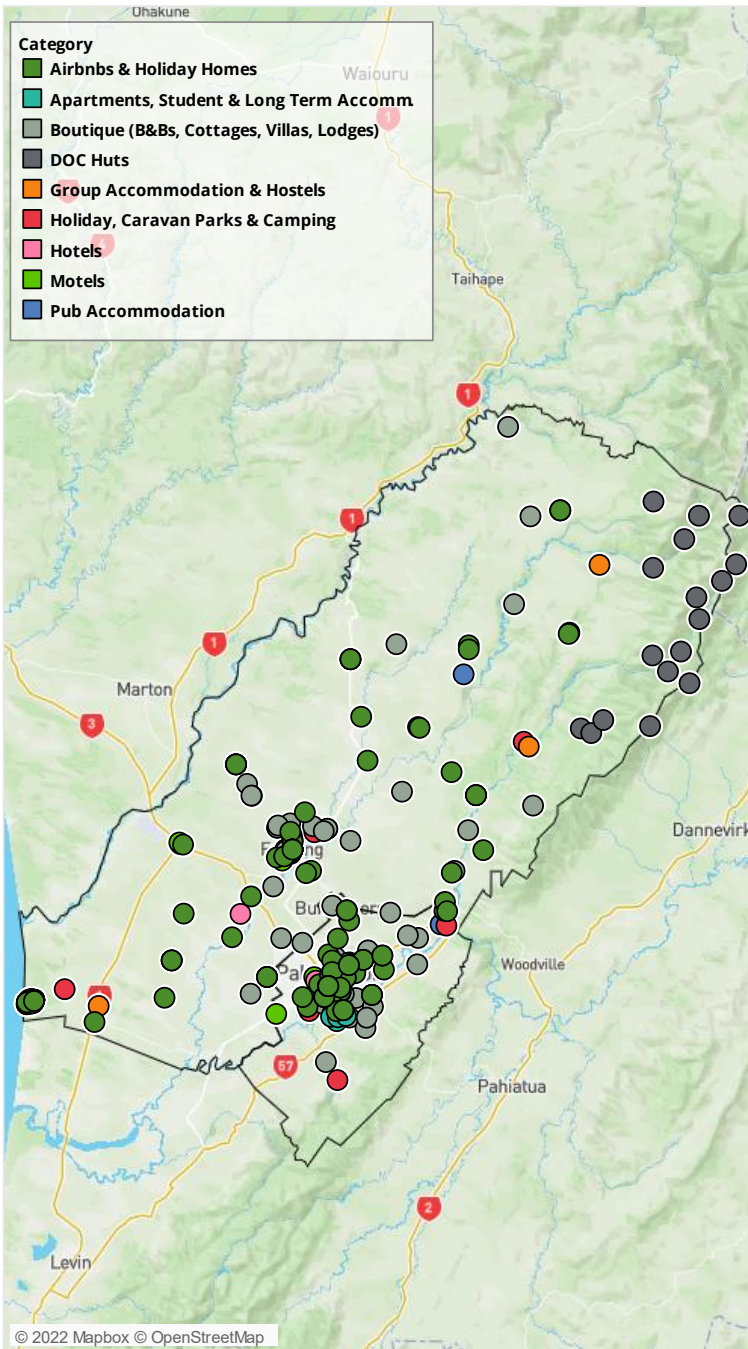 Ohakune
Category
Airbnbs & Holiday Homes
Apartments, Student & Long Term Accomm.
Boutique (B&Bs, Cottages, Villas, Lodges)
DOC Huts
Group Accommodation & Hostels
Holiday, Caravan Parks & Camping
Hotels
Motels
Pub Accommodation
Waiouru
1
4
Taihape
1
1
1
Marton
3
Dannevirk
Woodville
57
Pahiatua
2
Levin
© 2022 Mapbox © OpenStreetMap